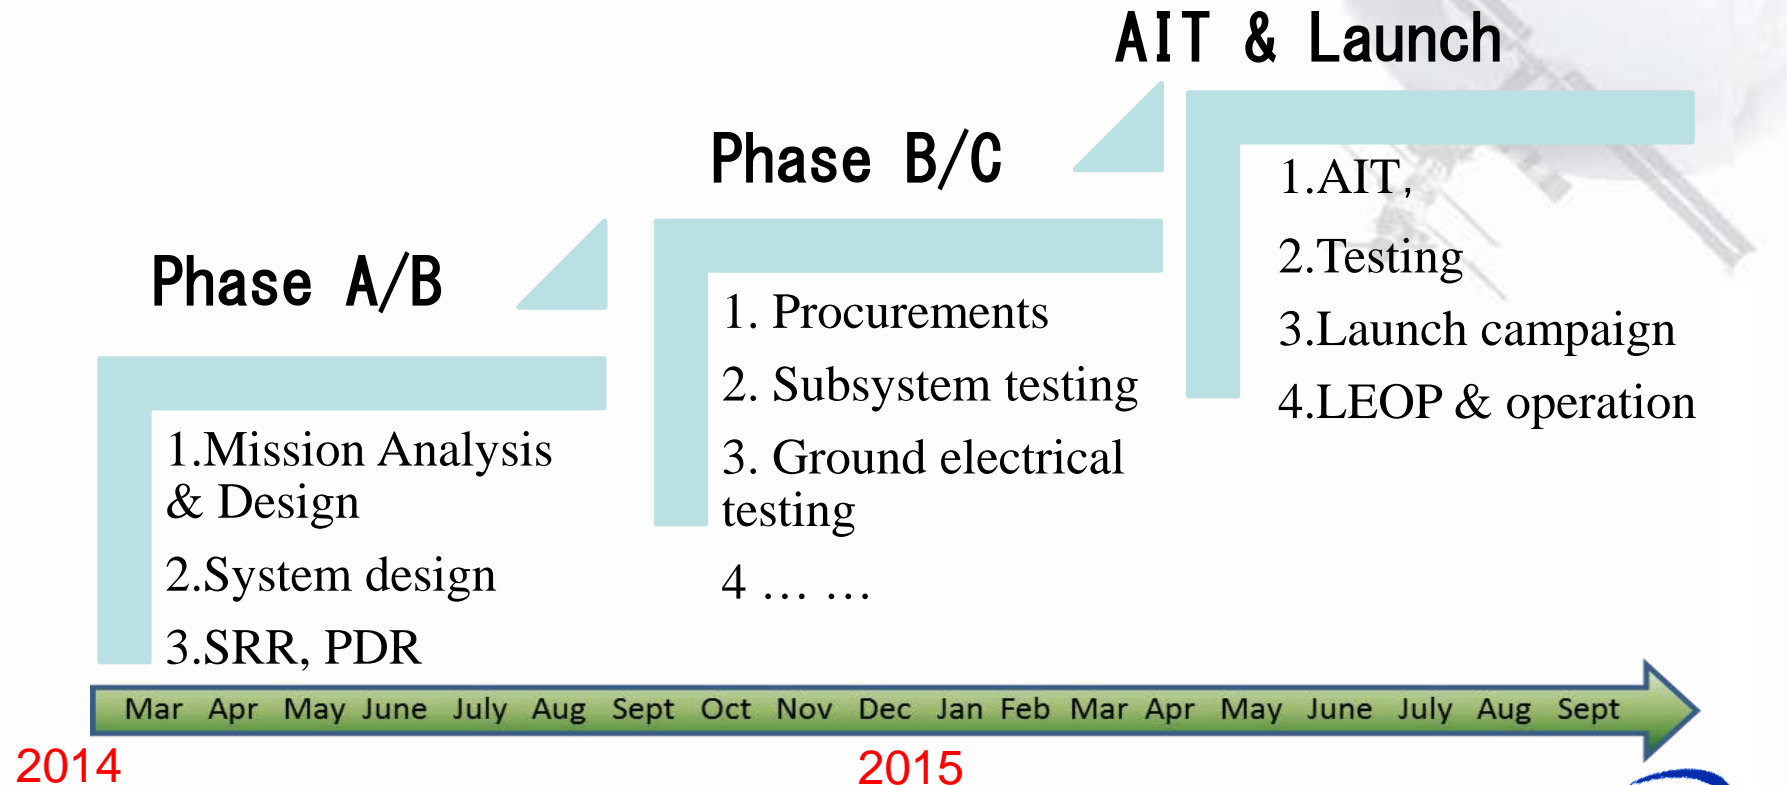 AIT & Launch
Phase B/C
Phase A/B
1.AIT,
2.Testing
3.Launch campaign
4.LEOP & operation
1. Procurements
2. Subsystem testing
3. Ground electrical
testing
4 … …
1.Mission Analysis
& Design
2.System design
3.SRR, PDR
Mar Apr May June July Aug Sept Oct Nov Dec Jan Feb Mar Apr May June July Aug Sept
2014
2015